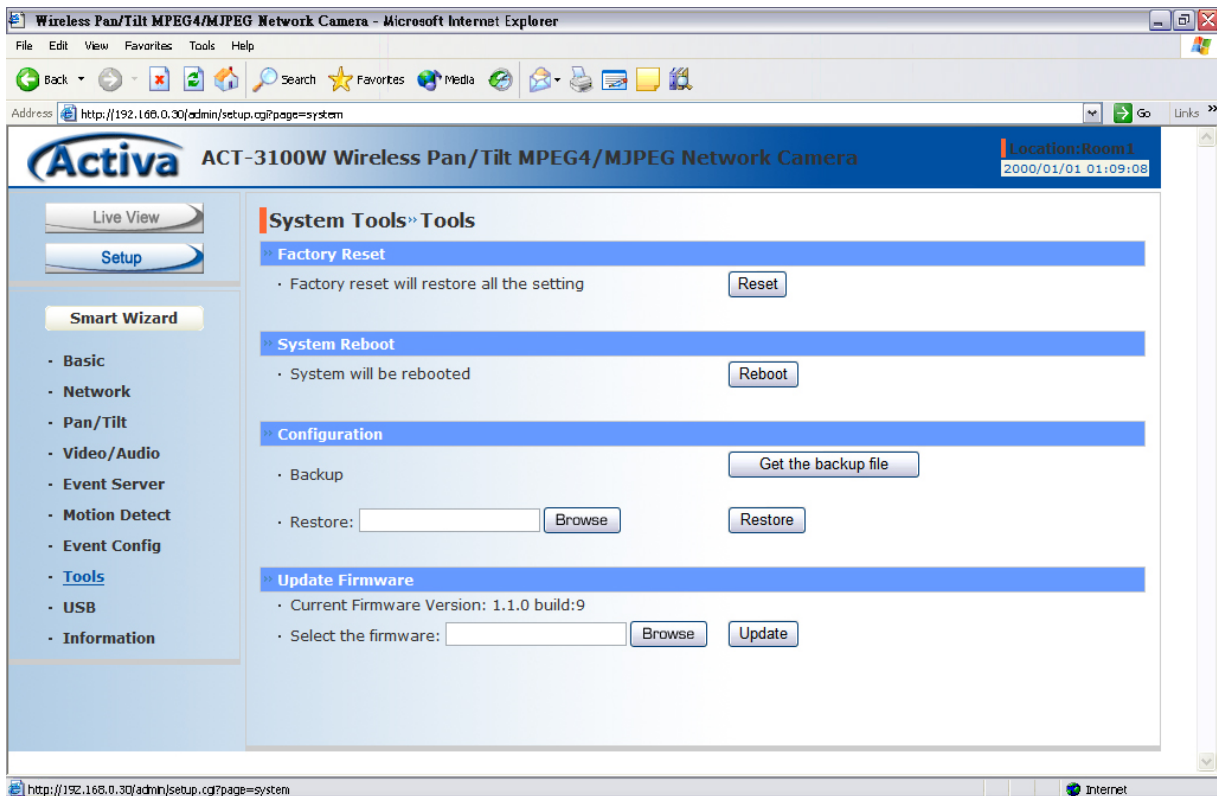 Wireless Pan/Tilt MPEG4/MJPEG Network Camera - Microsoft Internet Explorer
File Edit View Favorites Tools Help
Back Search Favorites Media
Address http://192.168.0.30/admin/setup.cgi?page=system Go Links »
Activa ACT-3100W Wireless Pan/Tilt MPEG4/MJPEG Network Camera
Location:Room1
2000/01/01 01:09:08
Live View
Setup
Smart Wizard
· Basic
· Network
· Pan/Tilt
· Video/Audio
· Event Server
· Motion Detect
· Event Config
· Tools
· USB
· Information
System Tools» Tools
» Factory Reset
· Factory reset will restore all the setting Reset
» System Reboot
· System will be rebooted Reboot
» Configuration
· Backup Get the backup file
· Restore: Browse Restore
» Update Firmware
· Current Firmware Version: 1.1.0 build:9
· Select the firmware: Browse Update
http://192.168.0.30/admin/setup.cgi?page=system Internet